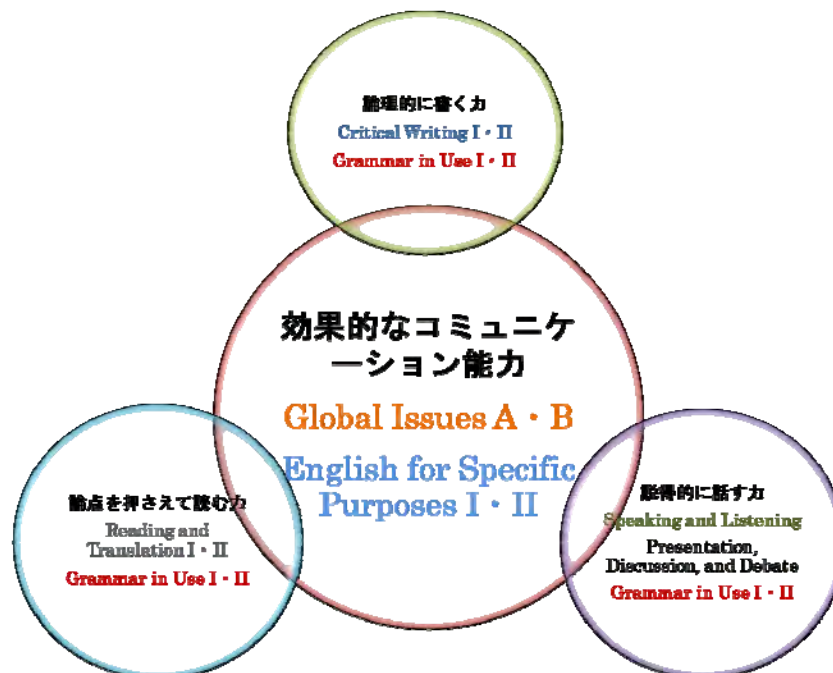 論理的に書く力
Critical Writing I・II
Grammar in Use I・II
効果的なコミュニケ
ーション能力
Global Issues A・B
English for Specific
Purposes I・II
論点を押さえて読む力
Reading and
Translation I・II
Grammar in Use I・II
説得的に話す力
Speaking and Listening
Presentation,
Discussion, and Debate
Grammar in Use I・II